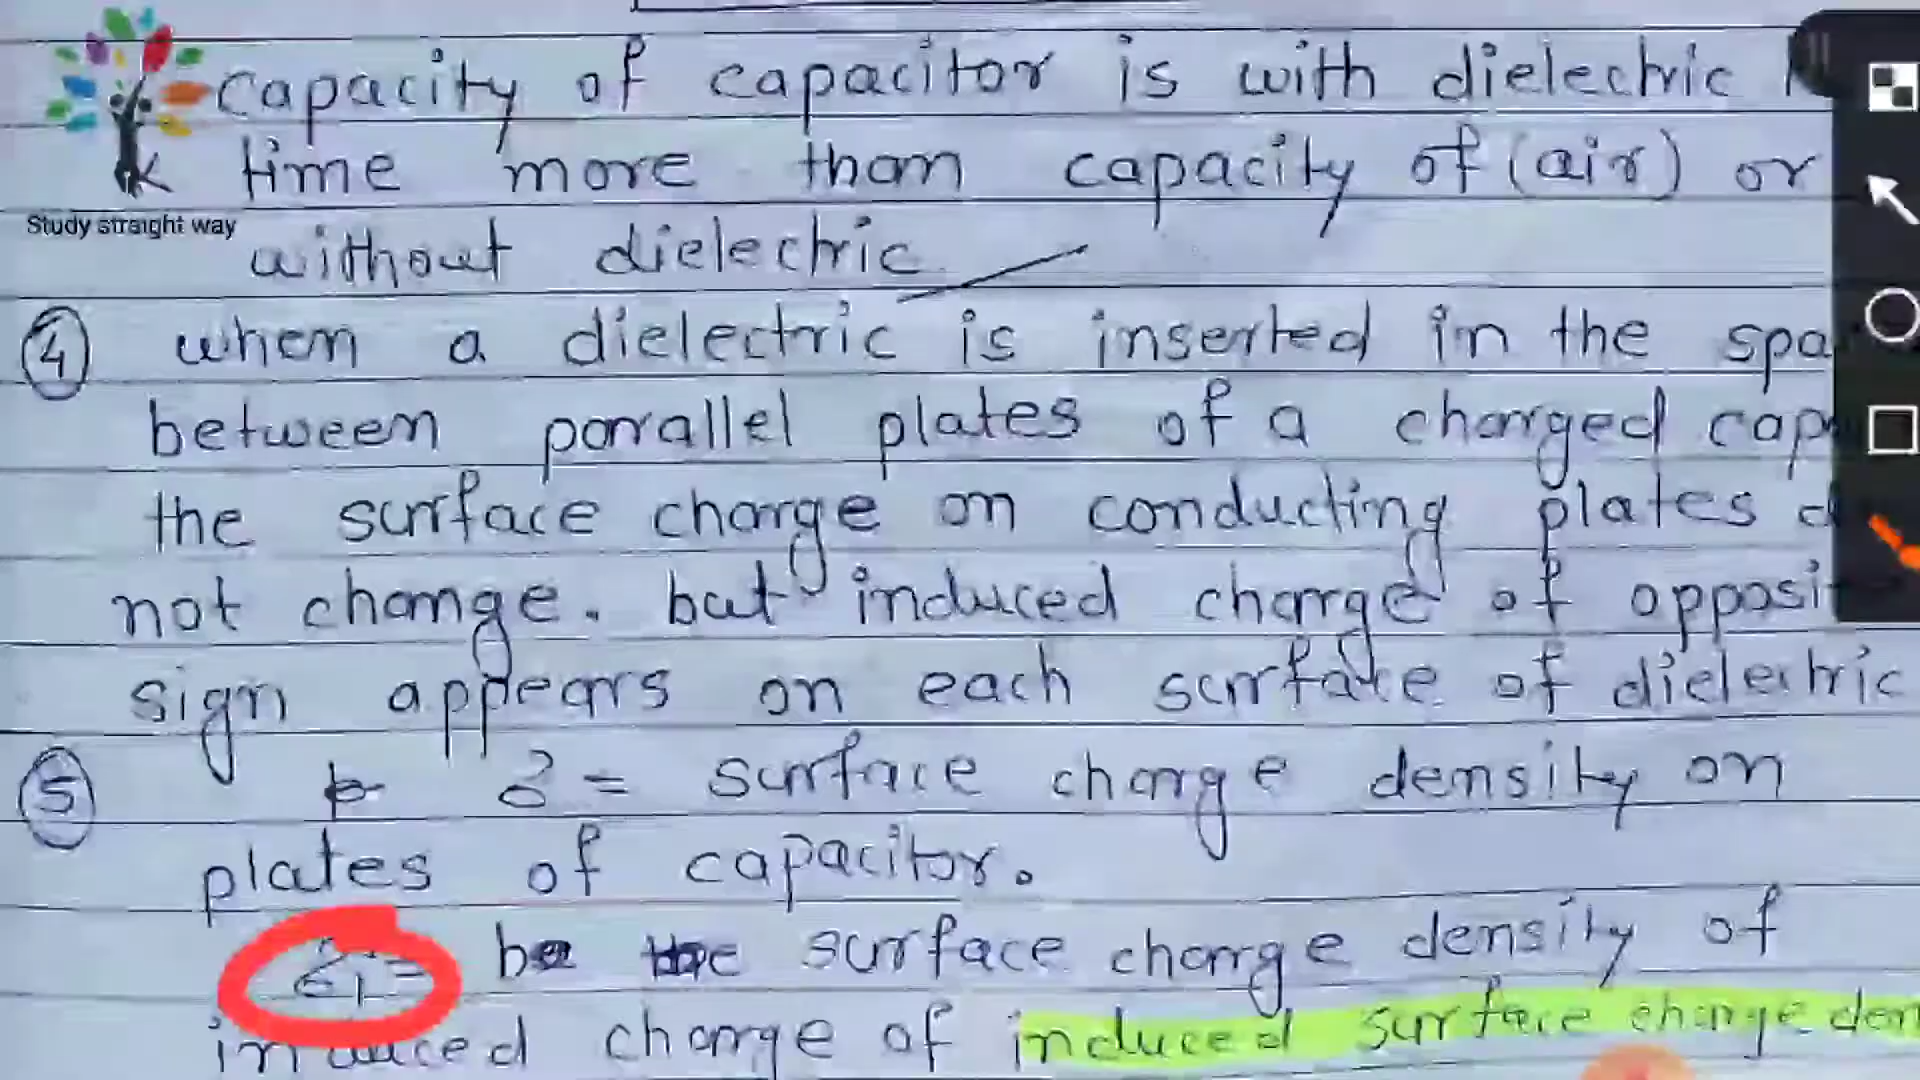 capacity of capacitor is with dielectric
K time more than capacity of (air) or
Study straight way
without dielectric
4 when a dielectric is inserted in the spa
between parallel plates of a charged cap
the surface charge on conducting plates d
not change. but induced charge of opposi
sign appears on each surface of dielectric
5 = surface charge density on
plates of capacitor.
= be the surface charge density of
induced charge of induced surface charge den